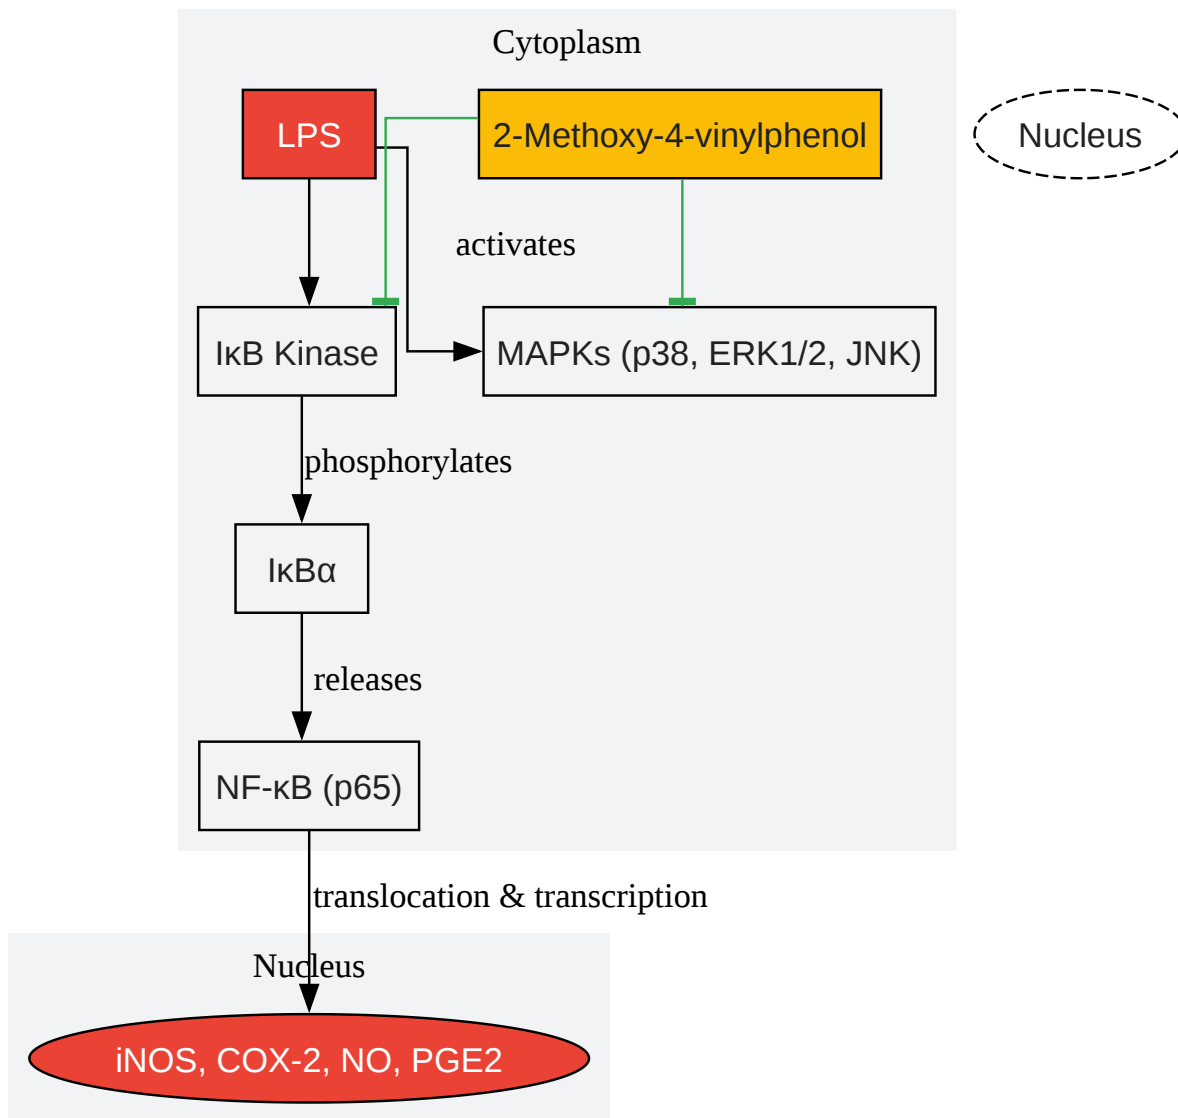 Cytoplasm
LPS
2-Methoxy-4-vinylphenol
Nucleus
activates
IκB Kinase
MAPKs (p38, ERK1/2, JNK)
phosphorylates
IκBα
releases
NF-κB (p65)
translocation & transcription
Nucleus
iNOS, COX-2, NO, PGE2